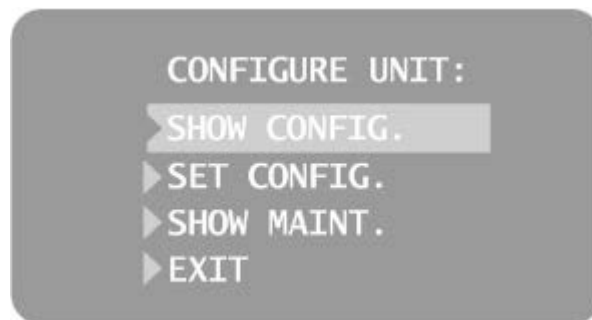 CONFIGURE UNIT:
SHOW CONFIG.
SET CONFIG.
SHOW MAINT.
EXIT